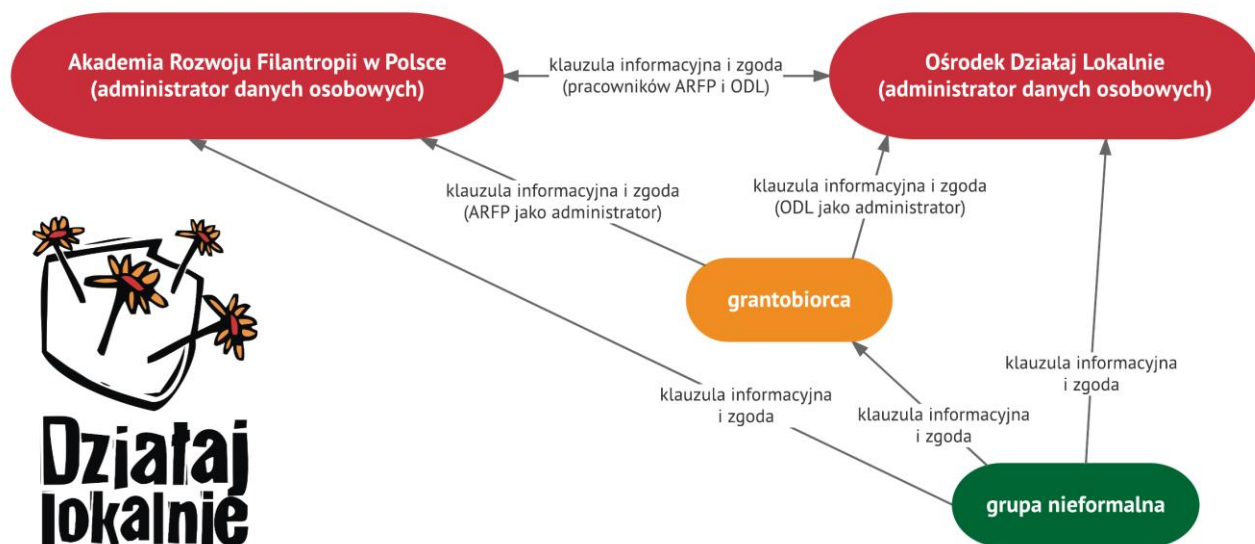 Akademia Rozwoju Filantropii w Polsce
(administrator danych osobowych)
klauzula informacyjna i zgoda
(pracowników ARFP i ODL)
Ośrodek Działaj Lokalnie
(administrator danych osobowych)
klauzula informacyjna i zgoda
(ARFP jako administrator)
klauzula informacyjna i zgoda
(ODL jako administrator)
grantobiorca
klauzula informacyjna
i zgoda
klauzula informacyjna
i zgoda
klauzula informacyjna
i zgoda
grupa nieformalna
Działaj
lokalnie